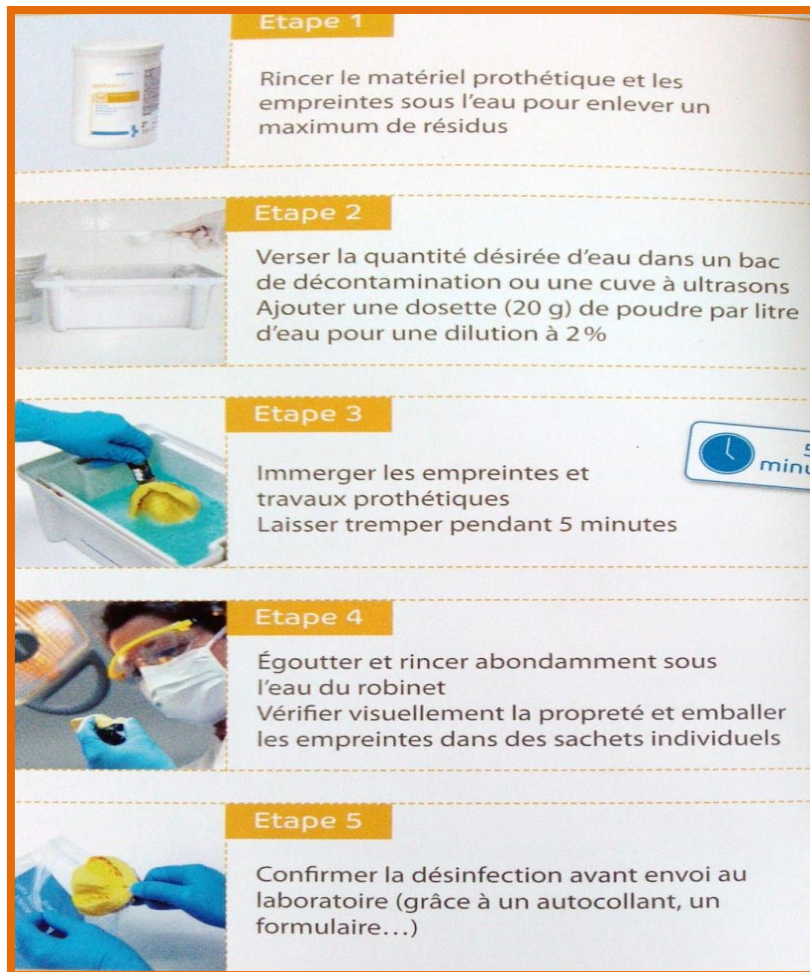 Etape 1
Rincer le matériel prothétique et les
empreintes sous l'eau pour enlever un
maximum de résidus
Etape 2
Verser la quantité désirée d'eau dans un bac
de décontamination ou une cuve à ultrasons
Ajouter une dosette (20 g) de poudre par litre
d'eau pour une dilution à 2%
Etape 3
Immerger les empreintes et
travaux prothétiques
Laisser tremper pendant 5 minutes
Etape 4
Égoutter et rincer abondamment sous
l'eau du robinet
Vérifier visuellement la propreté et emballer
les empreintes dans des sachets individuels
Etape 5
Confirmer la désinfection avant envoi au
laboratoire (grâce à un autocollant, un
formulaire…)